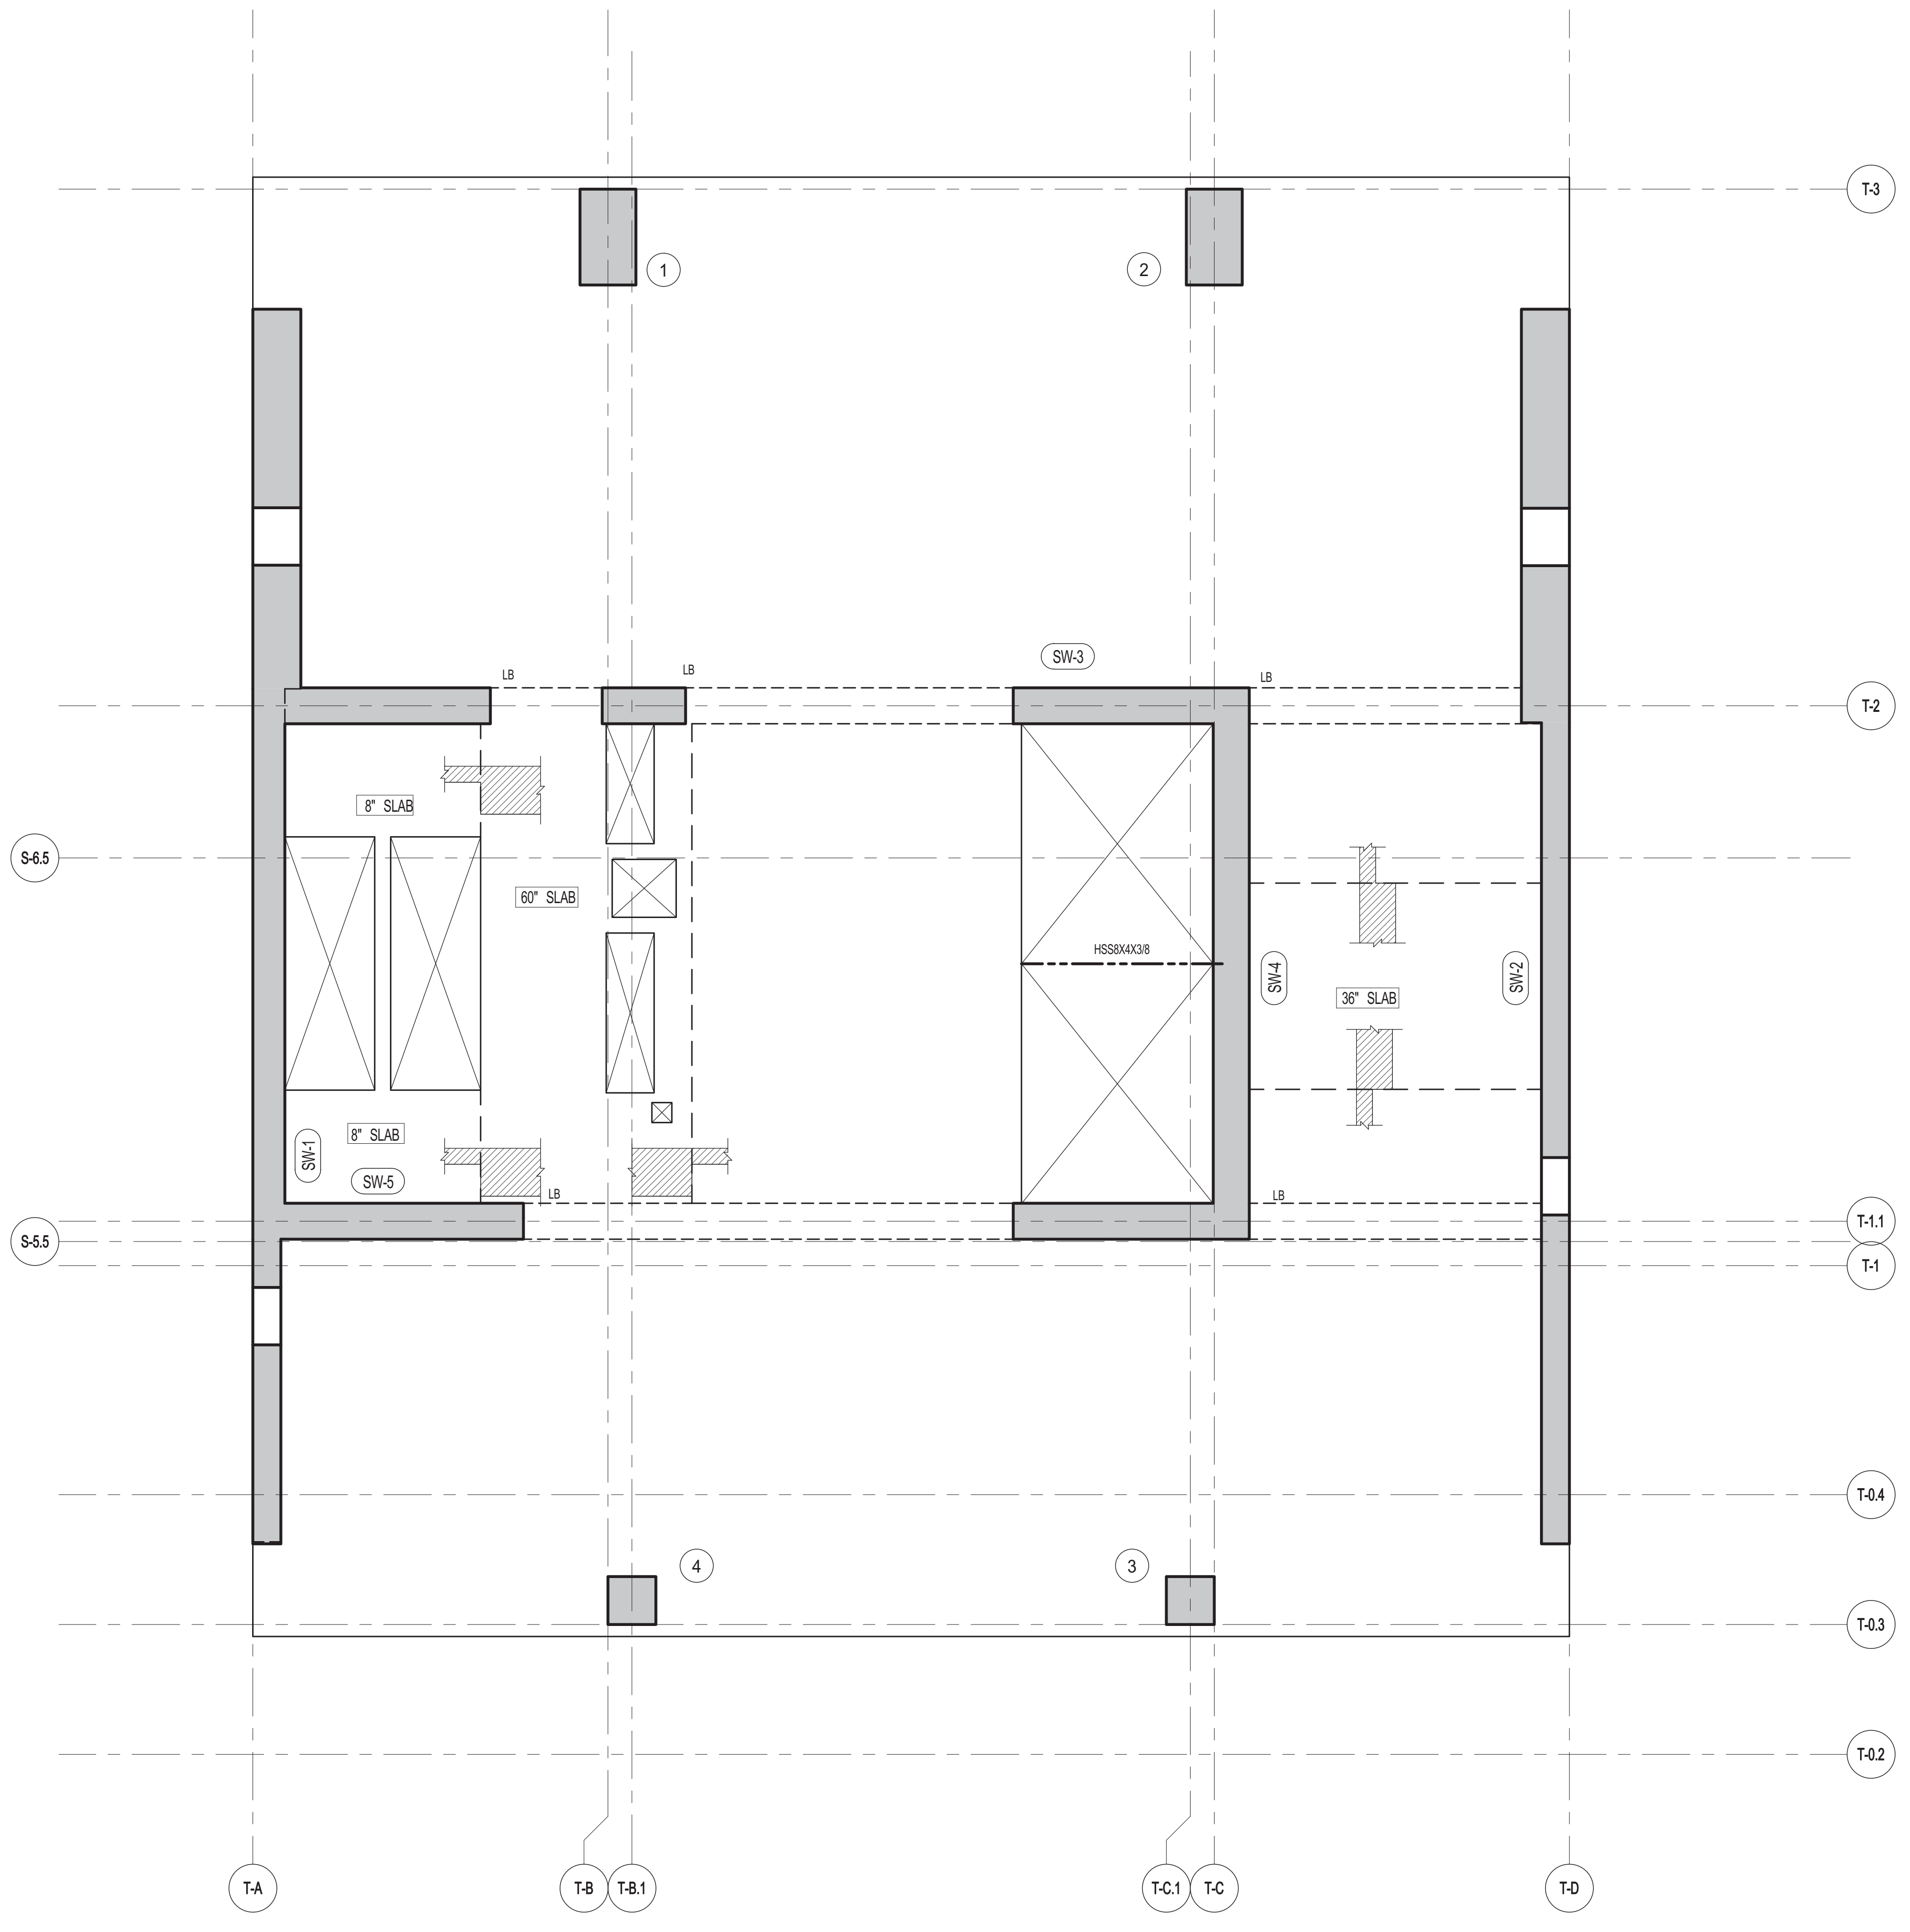 T-3
1
2
SW-3
LB
LB
LB
T-2
8" SLAB
S-6.5
60" SLAB
HSS8X4X3/8
SW-4
SW-2
36" SLAB
8" SLAB
SW-1
SW-5
LB
LB
T-1.1
S-5.5
T-1
T-0.4
4
3
T-0.3
T-0.2
T-A
T-B
T-B.1
T-C.1
T-C
T-D